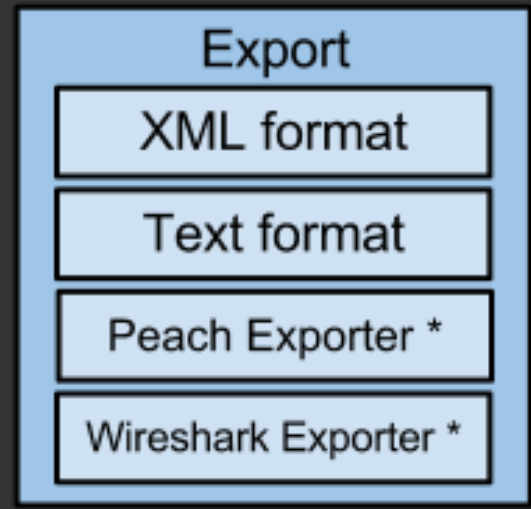 Export
XML format
Text format
Peach Exporter *
Wireshark Exporter *